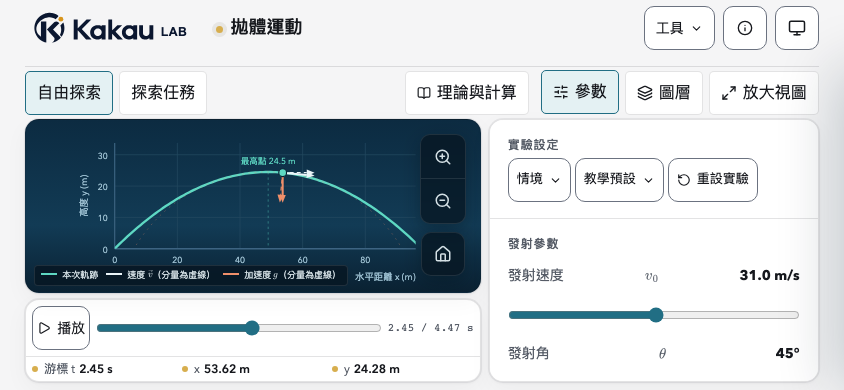 Kakau LAB 拋體運動 工具
自由探索 探索任務 理論與計算 參數 圖層 放大視圖
最高點 24.5 m
高度 y (m)
30
20
10
0
0 20 40 60 80
本次軌跡 速度 v⃗（分量為虛線） 加速度 g（分量為虛線） 水平距離 x (m)
播放 2.45 / 4.47 s
游標 t 2.45 s x 53.62 m y 24.28 m
實驗設定
情境 教學預設 重設實驗
發射參數
發射速度 v₀ 31.0 m/s
發射角 θ 45°